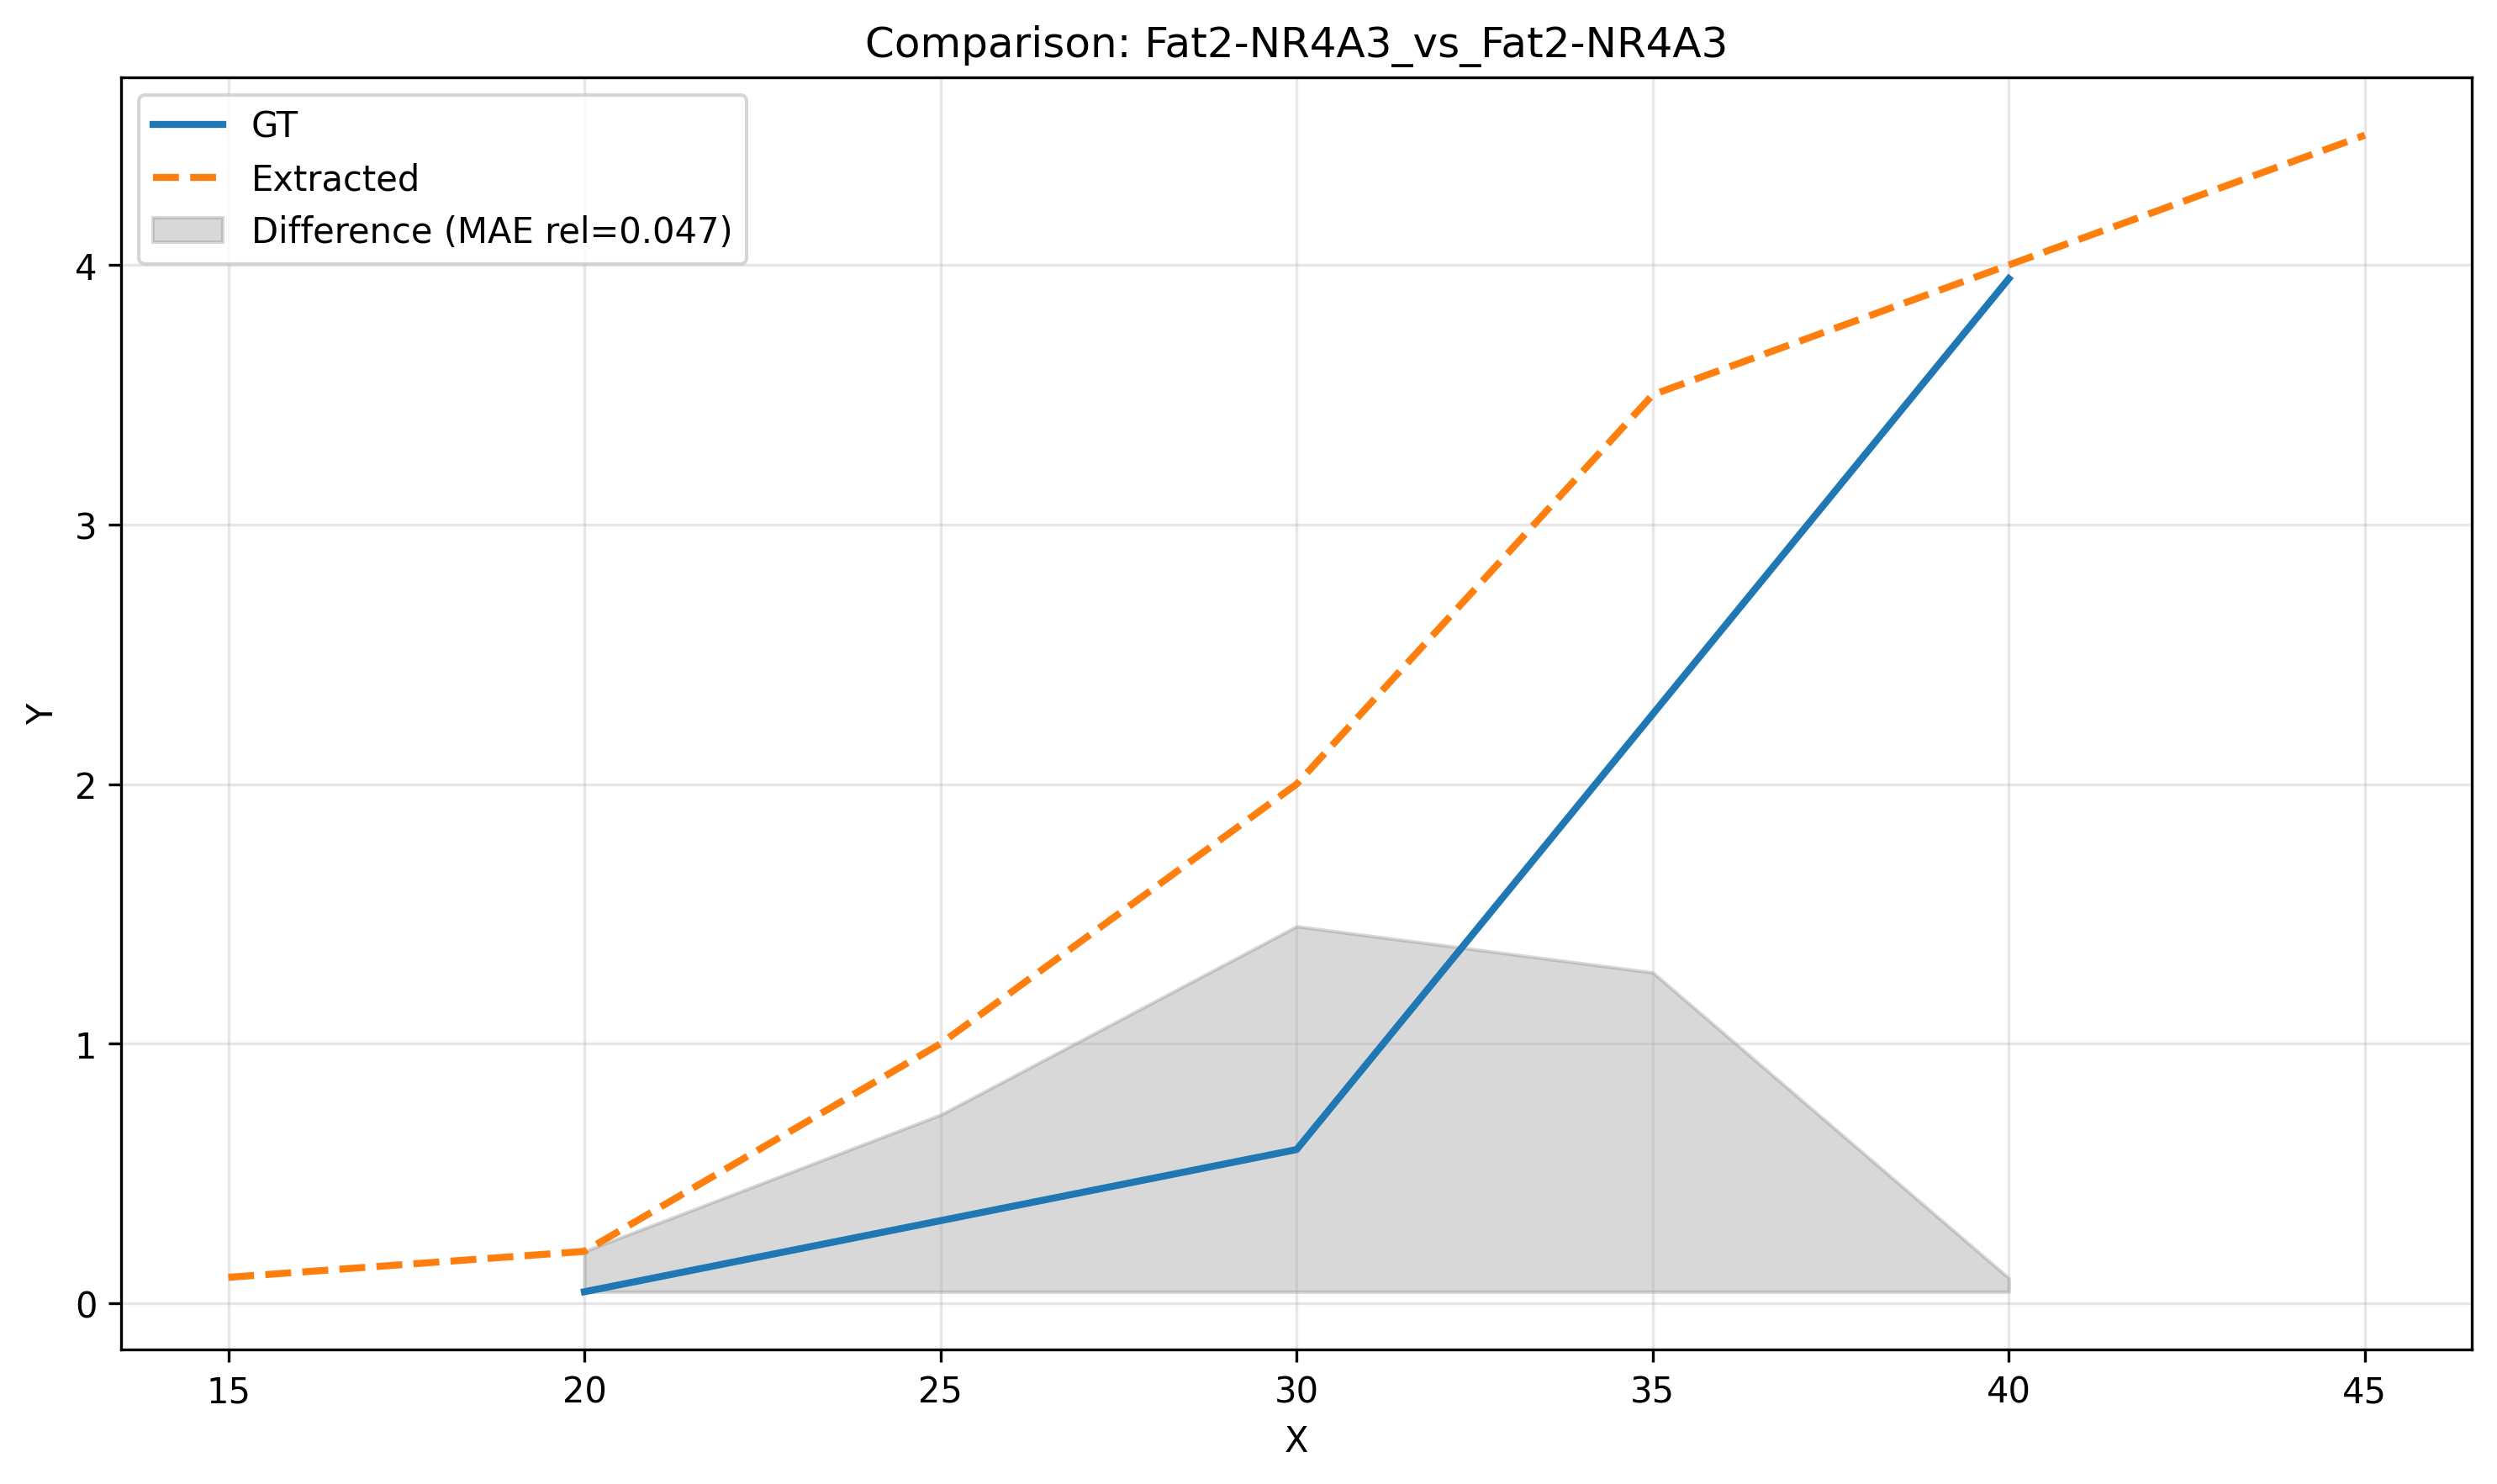 Comparison: Fat2-NR4A3_vs_Fat2-NR4A3
GT
Extracted
Difference (MAE rel=0.047)
4
3
2
1
0
Y
15 20 25 30 35 40 45
X